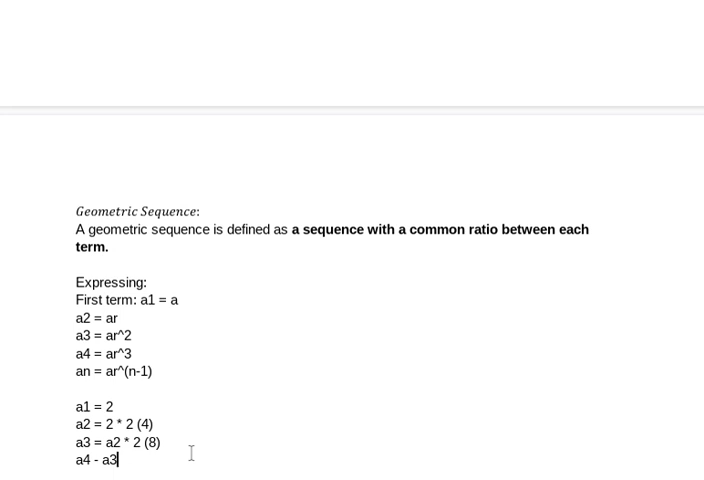 Geometric Sequence:
A geometric sequence is defined as a sequence with a common ratio between each
term.
Expressing:
First term: a1 = a
a2 = ar
a3 = ar^2
a4 = ar^3
an = ar^(n-1)
a1 = 2
a2 = 2 * 2 (4)
a3 = a2 * 2 (8)
a4 - a3